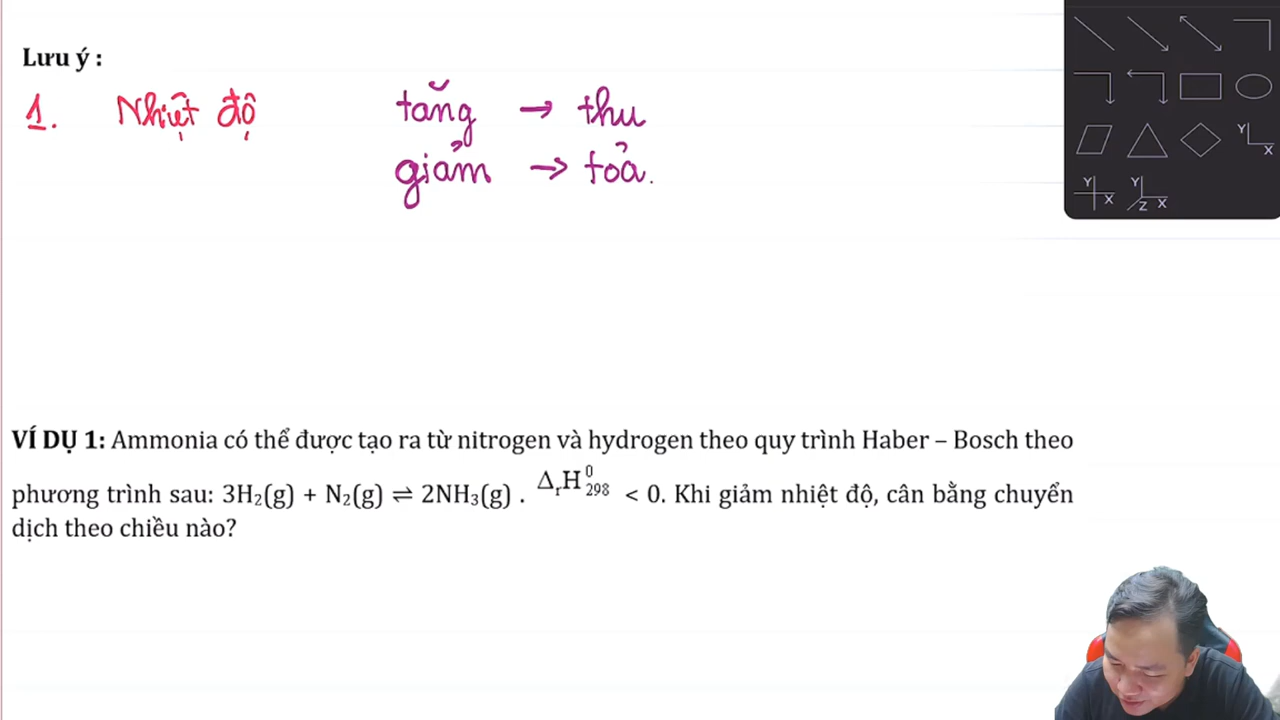 Lưu ý :
1. Nhiệt độ tăng → thu
giảm → tỏa.
VÍ DỤ 1: Ammonia có thể được tạo ra từ nitrogen và hydrogen theo quy trình Haber – Bosch theo
phương trình sau: 3H₂(g) + N₂(g) ⇌ 2NH₃(g) . ΔᵣH⁰₂₉₈ < 0. Khi giảm nhiệt độ, cân bằng chuyển
dịch theo chiều nào?
Y X
Y X
Y Z X